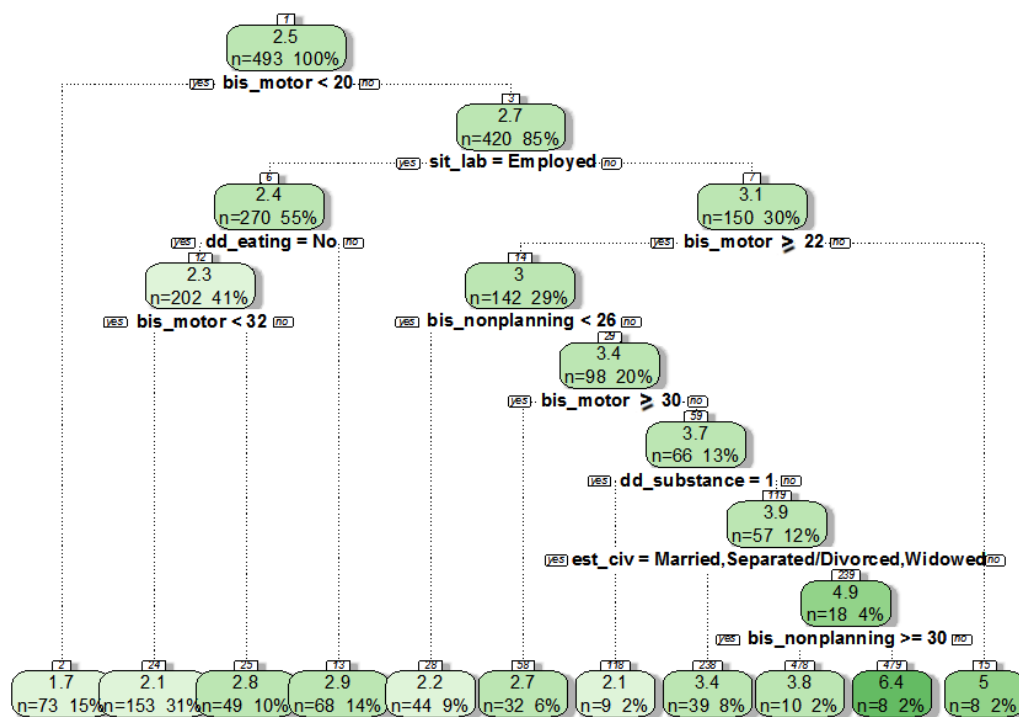 1
2.5
n=493 100%
yes bis_motor < 20 no
3
2.7
n=420 85%
yes sit_lab = Employed no
6
2.4
n=270 55%
yes dd_eating = No no
7
3.1
n=150 30%
yes bis_motor ≥ 22 no
12
2.3
n=202 41%
yes bis_motor < 32 no
14
3
n=142 29%
yes bis_nonplanning < 26 no
29
3.4
n=98 20%
yes bis_motor ≥ 30 no
59
3.7
n=66 13%
yes dd_substance = 1 no
119
3.9
n=57 12%
yes est_civ = Married,Separated/Divorced,Widowed no
239
4.9
n=18 4%
yes bis_nonplanning >= 30 no
2
1.7
n=73 15%
24
2.1
n=153 31%
25
2.8
n=49 10%
13
2.9
n=68 14%
28
2.2
n=44 9%
58
2.7
n=32 6%
118
2.1
n=9 2%
238
3.4
n=39 8%
478
3.8
n=10 2%
479
6.4
n=8 2%
15
5
n=8 2%